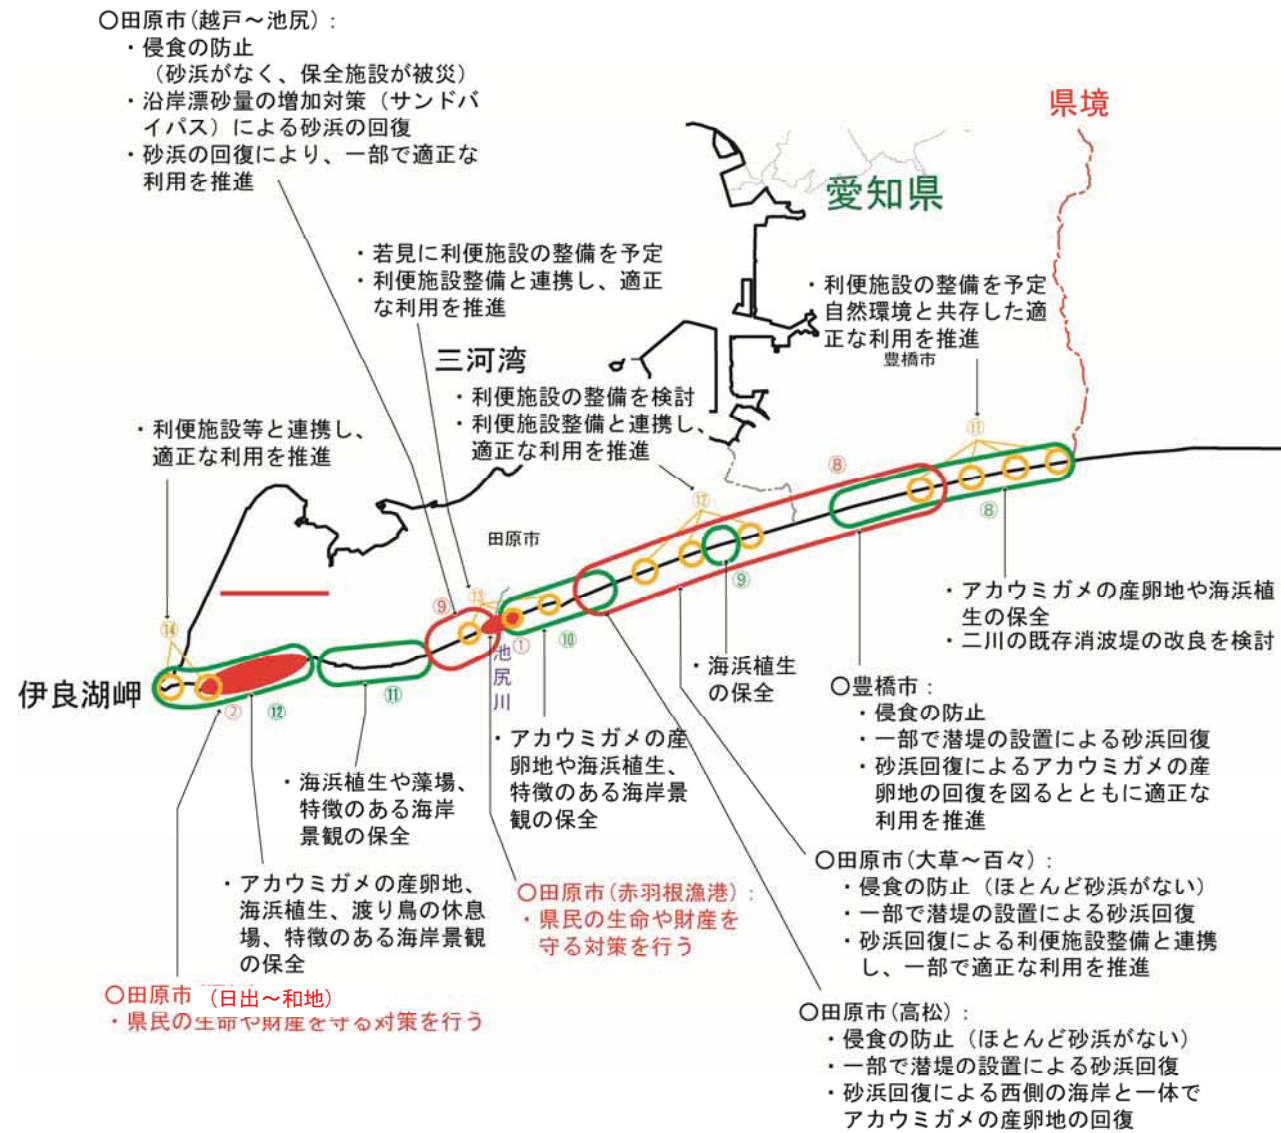 〇田原市(越戸～池尻)：
・侵食の防止
（砂浜がなく、保全施設が被災）
・沿岸漂砂量の増加対策（サンドバ
イパス）による砂浜の回復
・砂浜の回復により、一部で適正な
利用を推進
県境
愛知県
・若見に利便施設の整備を予定
・利便施設整備と連携し、適正
な利用を推進
・利便施設の整備を予定
自然環境と共存した適
正な利用を推進
豊橋市
三河湾
・利便施設の整備を検討
・利便施設整備と連携し、
適正な利用を推進
・利便施設等と連携し、
適正な利用を推進
⑪
⑧
⑫
⑧
田原市
⑨
⑬
⑨
⑩
①
⑭
池尻川
伊良湖岬
②
⑫
⑪
・アカウミガメの産卵地や海浜植
生の保全
・二川の既存消波堤の改良を検討
・海浜植生
の保全
〇豊橋市：
・侵食の防止
・一部で潜堤の設置による砂浜回復
・砂浜回復によるアカウミガメの産
卵地の回復を図るとともに適正な
利用を推進
・アカウミガメの産
卵地や海浜植生、
特徴のある海岸景
観の保全
・海浜植生や藻場、
特徴のある海岸
景観の保全
〇田原市(大草～百々)：
・侵食の防止（ほとんど砂浜がない）
・一部で潜堤の設置による砂浜回復
・砂浜回復による利便施設整備と連携
し、一部で適正な利用を推進
・アカウミガメの産卵地、
海浜植生、渡り鳥の休息
場、特徴のある海岸景観
の保全
〇田原市(赤羽根漁港)：
・県民の生命や財産を
守る対策を行う
〇田原市（日出～和地）
・県民の生命や財産を守る対策を行う
〇田原市(高松)：
・侵食の防止（ほとんど砂浜がない）
・一部で潜堤の設置による砂浜回復
・砂浜回復による西側の海岸と一体で
アカウミガメの産卵地の回復